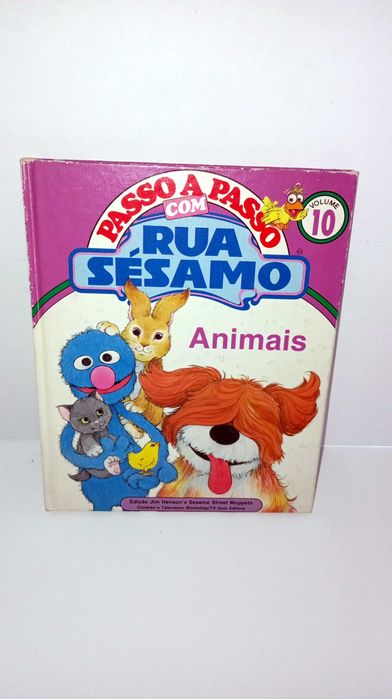 PASSO A PASSO
COM
RUA
SÉSAMO
VOLUME
10
Animais
Edição Jim Henson's Sesame Street Muppets
Children's Television Workshop/TV Guia Editora